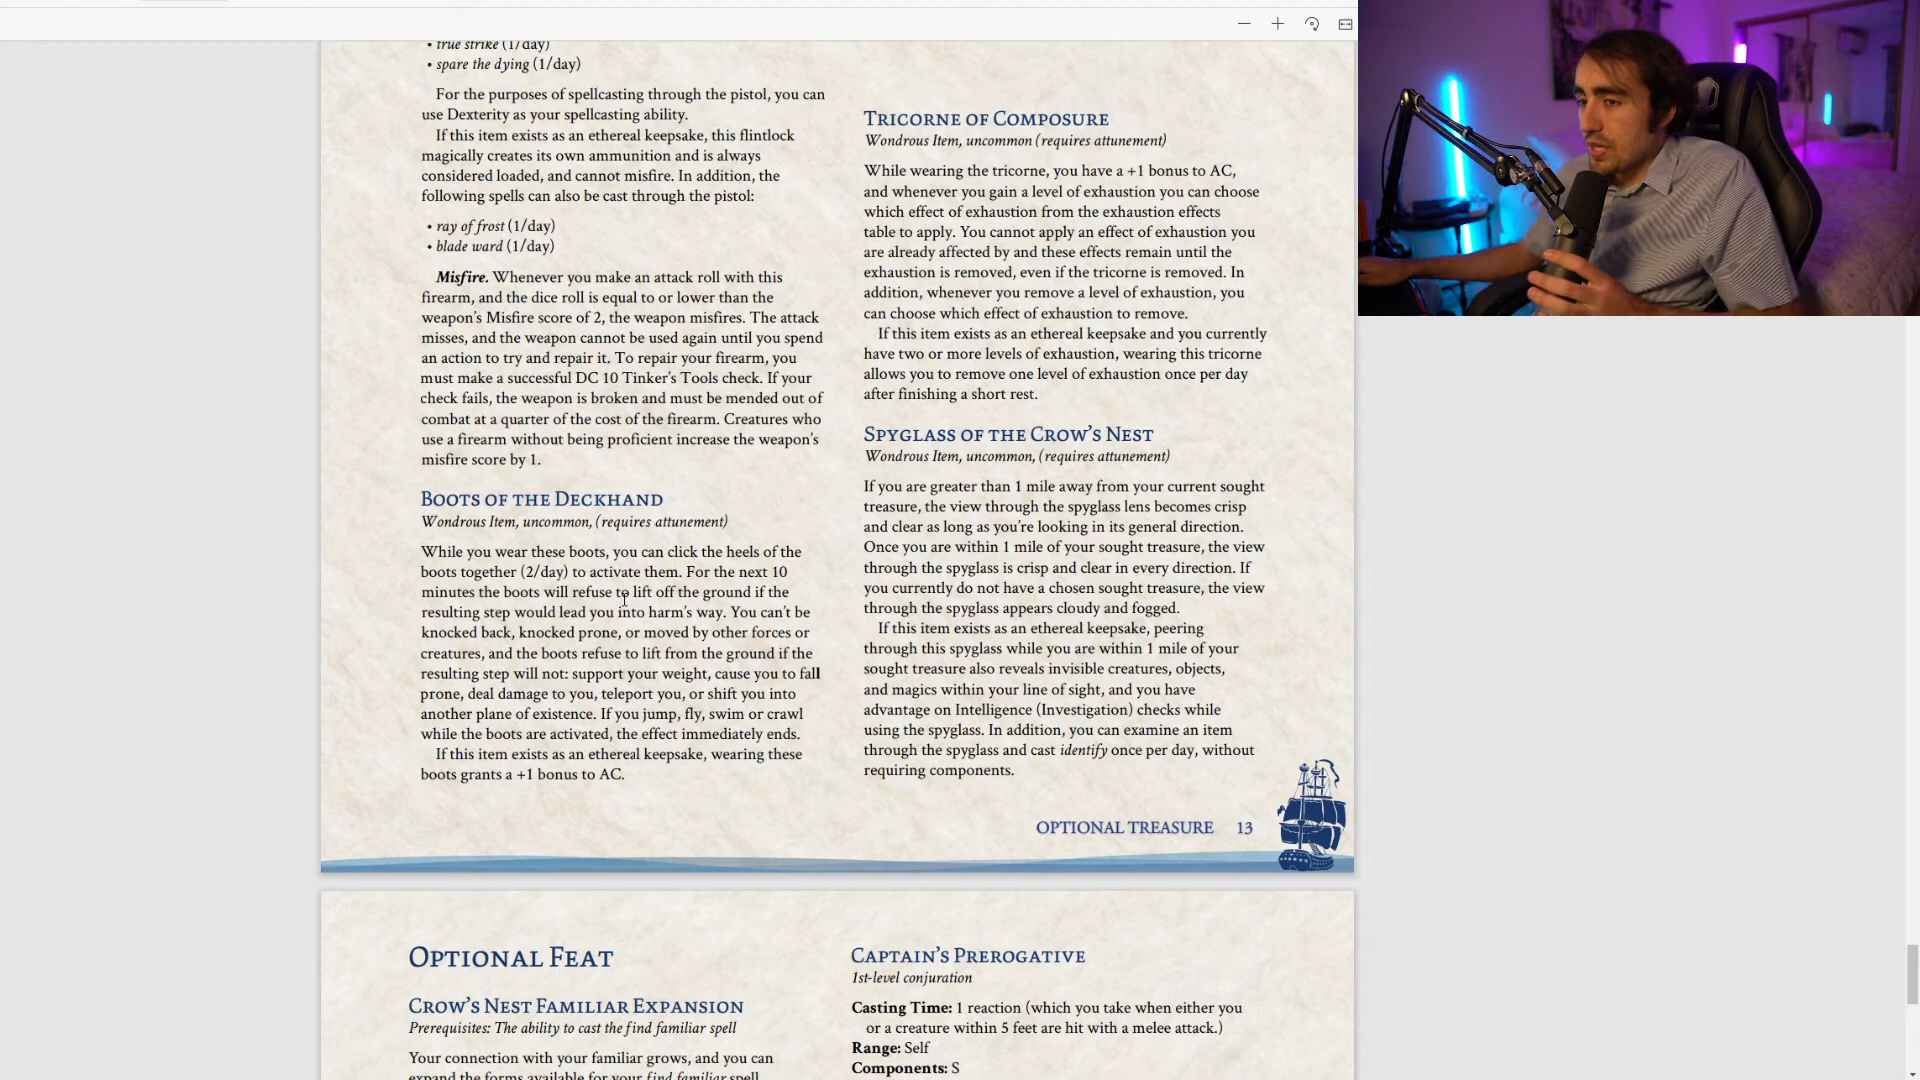 • true strike (1/day)
• spare the dying (1/day)
For the purposes of spellcasting through the pistol, you can
use Dexterity as your spellcasting ability.
If this item exists as an ethereal keepsake, this flintlock
magically creates its own ammunition and is always
considered loaded, and cannot misfire. In addition, the
following spells can also be cast through the pistol:
• ray of frost (1/day)
• blade ward (1/day)
Misfire. Whenever you make an attack roll with this
firearm, and the dice roll is equal to or lower than the
weapon's Misfire score of 2, the weapon misfires. The attack
misses, and the weapon cannot be used again until you spend
an action to try and repair it. To repair your firearm, you
must make a successful DC 10 Tinker's Tools check. If your
check fails, the weapon is broken and must be mended out of
combat at a quarter of the cost of the firearm. Creatures who
use a firearm without being proficient increase the weapon's
misfire score by 1.
Boots of the Deckhand
Wondrous Item, uncommon, (requires attunement)
While you wear these boots, you can click the heels of the
boots together (2/day) to activate them. For the next 10
minutes the boots will refuse to lift off the ground if the
resulting step would lead you into harm's way. You can't be
knocked back, knocked prone, or moved by other forces or
creatures, and the boots refuse to lift from the ground if the
resulting step will not: support your weight, cause you to fall
prone, deal damage to you, teleport you, or shift you into
another plane of existence. If you jump, fly, swim or crawl
while the boots are activated, the effect immediately ends.
If this item exists as an ethereal keepsake, wearing these
boots grants a +1 bonus to AC.
Tricorne of Composure
Wondrous Item, uncommon (requires attunement)
While wearing the tricorne, you have a +1 bonus to AC,
and whenever you gain a level of exhaustion you can choose
which effect of exhaustion from the exhaustion effects
table to apply. You cannot apply an effect of exhaustion you
are already affected by and these effects remain until the
exhaustion is removed, even if the tricorne is removed. In
addition, whenever you remove a level of exhaustion, you
can choose which effect of exhaustion to remove.
If this item exists as an ethereal keepsake and you currently
have two or more levels of exhaustion, wearing this tricorne
allows you to remove one level of exhaustion once per day
after finishing a short rest.
Spyglass of the Crow's Nest
Wondrous Item, uncommon, (requires attunement)
If you are greater than 1 mile away from your current sought
treasure, the view through the spyglass lens becomes crisp
and clear as long as you're looking in its general direction.
Once you are within 1 mile of your sought treasure, the view
through the spyglass is crisp and clear in every direction. If
you currently do not have a chosen sought treasure, the view
through the spyglass appears cloudy and fogged.
If this item exists as an ethereal keepsake, peering
through this spyglass while you are within 1 mile of your
sought treasure also reveals invisible creatures, objects,
and magics within your line of sight, and you have
advantage on Intelligence (Investigation) checks while
using the spyglass. In addition, you can examine an item
through the spyglass and cast identify once per day, without
requiring components.
OPTIONAL TREASURE 13
Optional Feat
Crow's Nest Familiar Expansion
Prerequisites: The ability to cast the find familiar spell
Your connection with your familiar grows, and you can
expand the forms available for your find familiar spell
Captain's Prerogative
1st-level conjuration
Casting Time: 1 reaction (which you take when either you
or a creature within 5 feet are hit with a melee attack.)
Range: Self
Components: S